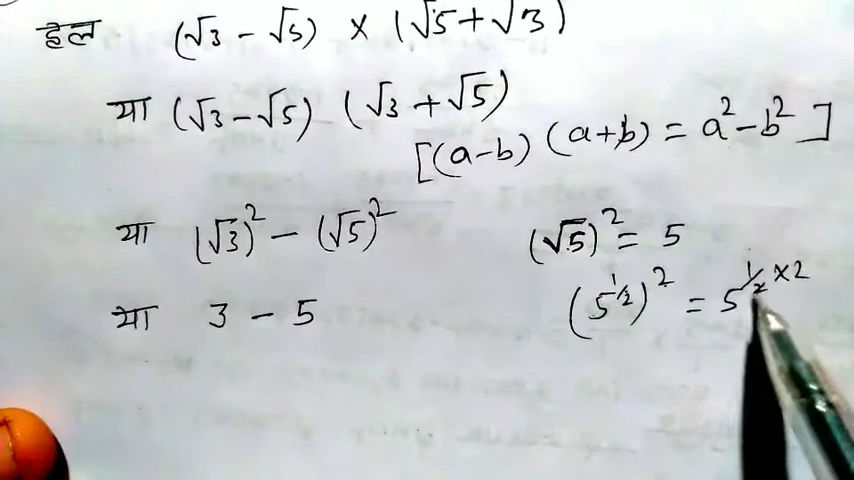 हल (√3 - √5) × (√5 + √3)
या (√3 - √5) (√3 + √5)
[(a-b) (a+b) = a² - b²]
या (√3)² - (√5)²
(√5)² = 5
या 3 - 5
(5^1/2)² = 5^1/2 × 2